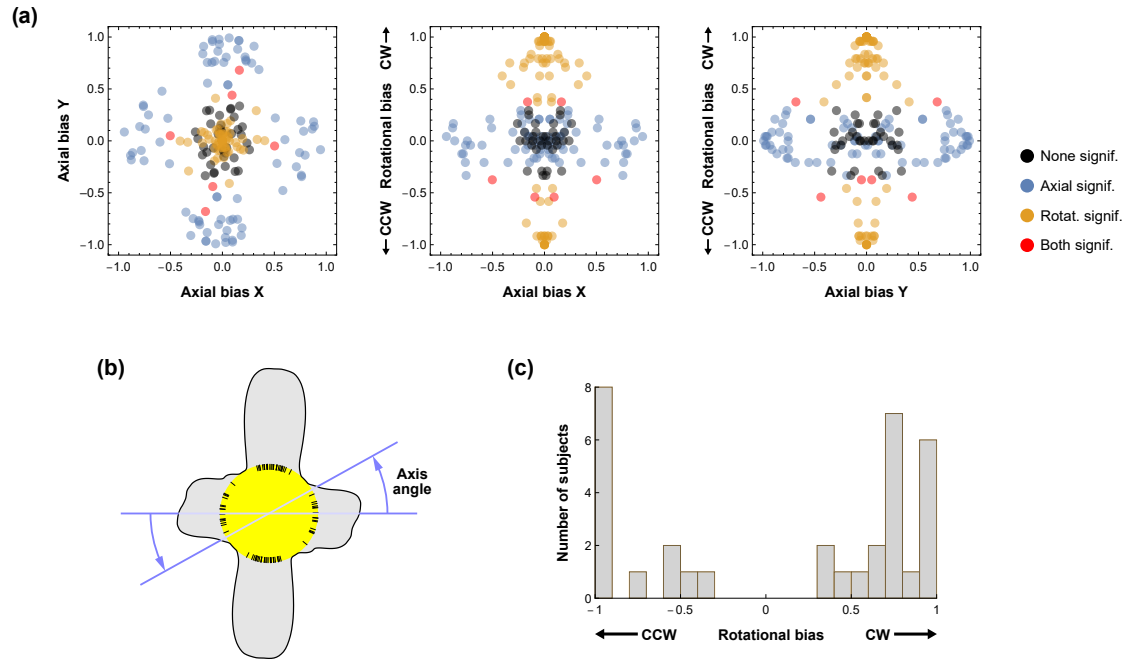 (a)
1.0
0.5
0.0
−0.5
−1.0
Axial bias Y
−1.0 −0.5 0.0 0.5 1.0
Axial bias X
1.0
0.5
0.0
−0.5
−1.0
CCW Rotational bias CW
−1.0 −0.5 0.0 0.5 1.0
Axial bias X
1.0
0.5
0.0
−0.5
−1.0
CCW Rotational bias CW
−1.0 −0.5 0.0 0.5 1.0
Axial bias Y
None signif.
Axial signif.
Rotat. signif.
Both signif.
(b)
Axis
angle
(c)
8
6
4
2
0
Number of subjects
−1 −0.5 0 0.5 1
CCW Rotational bias CW